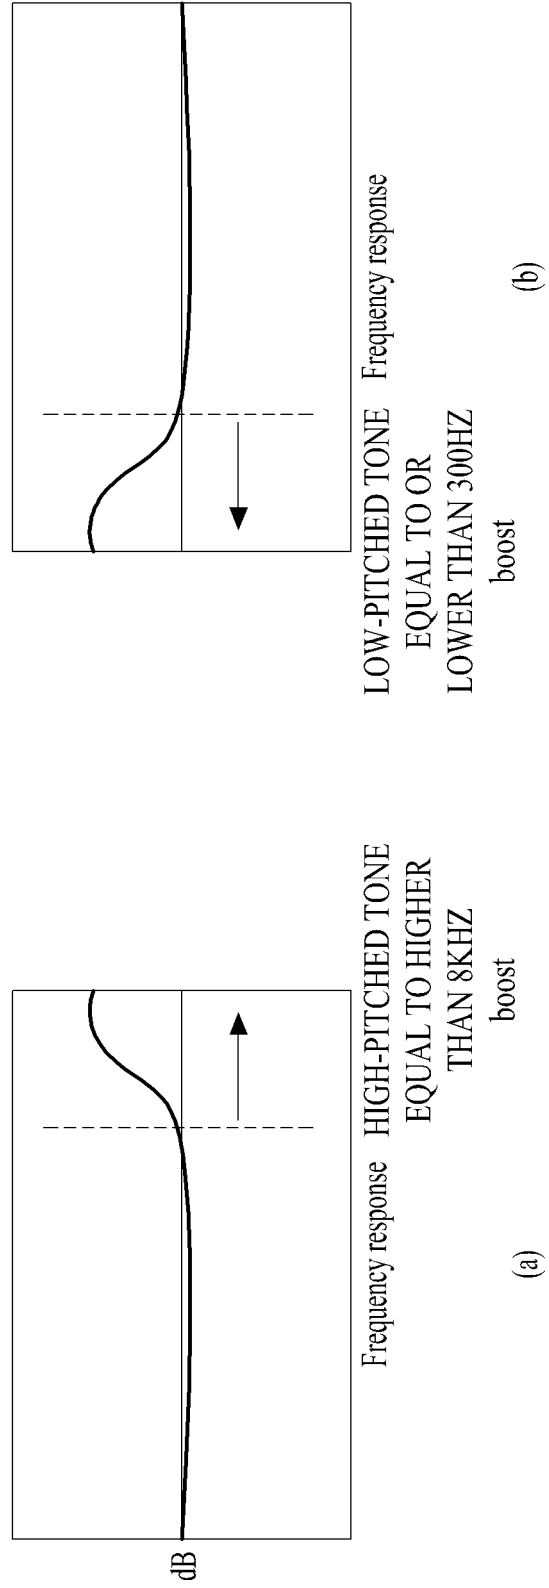 dB
Frequency response
HIGH-PITCHED TONE
EQUAL TO HIGHER
THAN 8KHZ
boost
(a)
LOW-PITCHED TONE
EQUAL TO OR
LOWER THAN 300HZ
boost
Frequency response
(b)